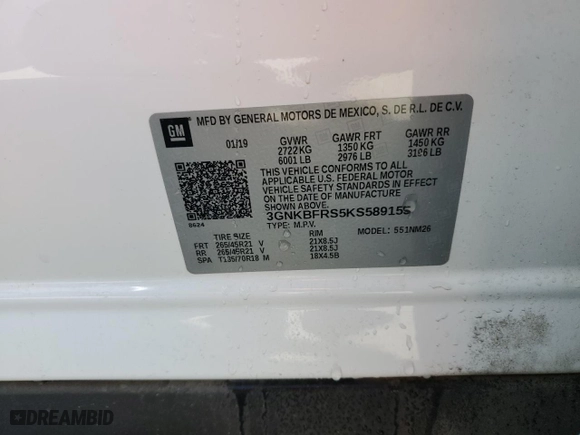 GM
MFD BY GENERAL MOTORS DE MEXICO, S. DE R.L. DE C.V.
01/19 GVWR GAWR FRT GAWR RR
2722 KG 1350 KG 1450 KG
6001 LB 2976 LB 3196 LB
THIS VEHICLE CONFORMS TO ALL
APPLICABLE U.S. FEDERAL MOTOR
VEHICLE SAFETY STANDARDS IN EFFECT
ON THE DATE OF MANUFACTURE SHOWN ABOVE.
3GNKBFRS5KS589155
8624 TYPE: M.P.V. MODEL: 551NM26
TIRE SIZE RIM
FRT 265/45R21 V 21X8.5J
RR 265/45R21 V 21X8.5J
SPA T135/70R18 M 18X4.5B
DREAMBID